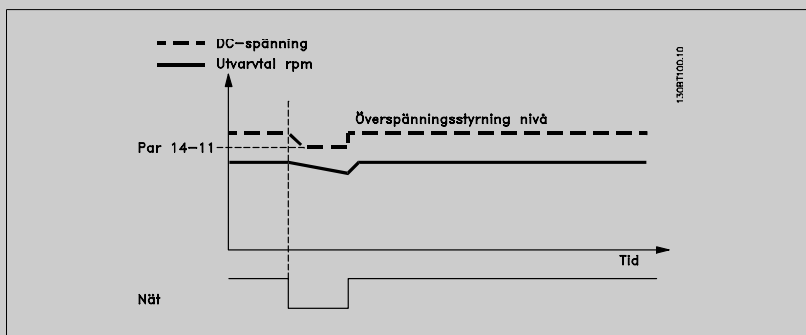 DC-spänning
Utvarvtal rpm
130BT100.10
Överspänningsstyrning nivå
Par 14-11
Tid
Nät